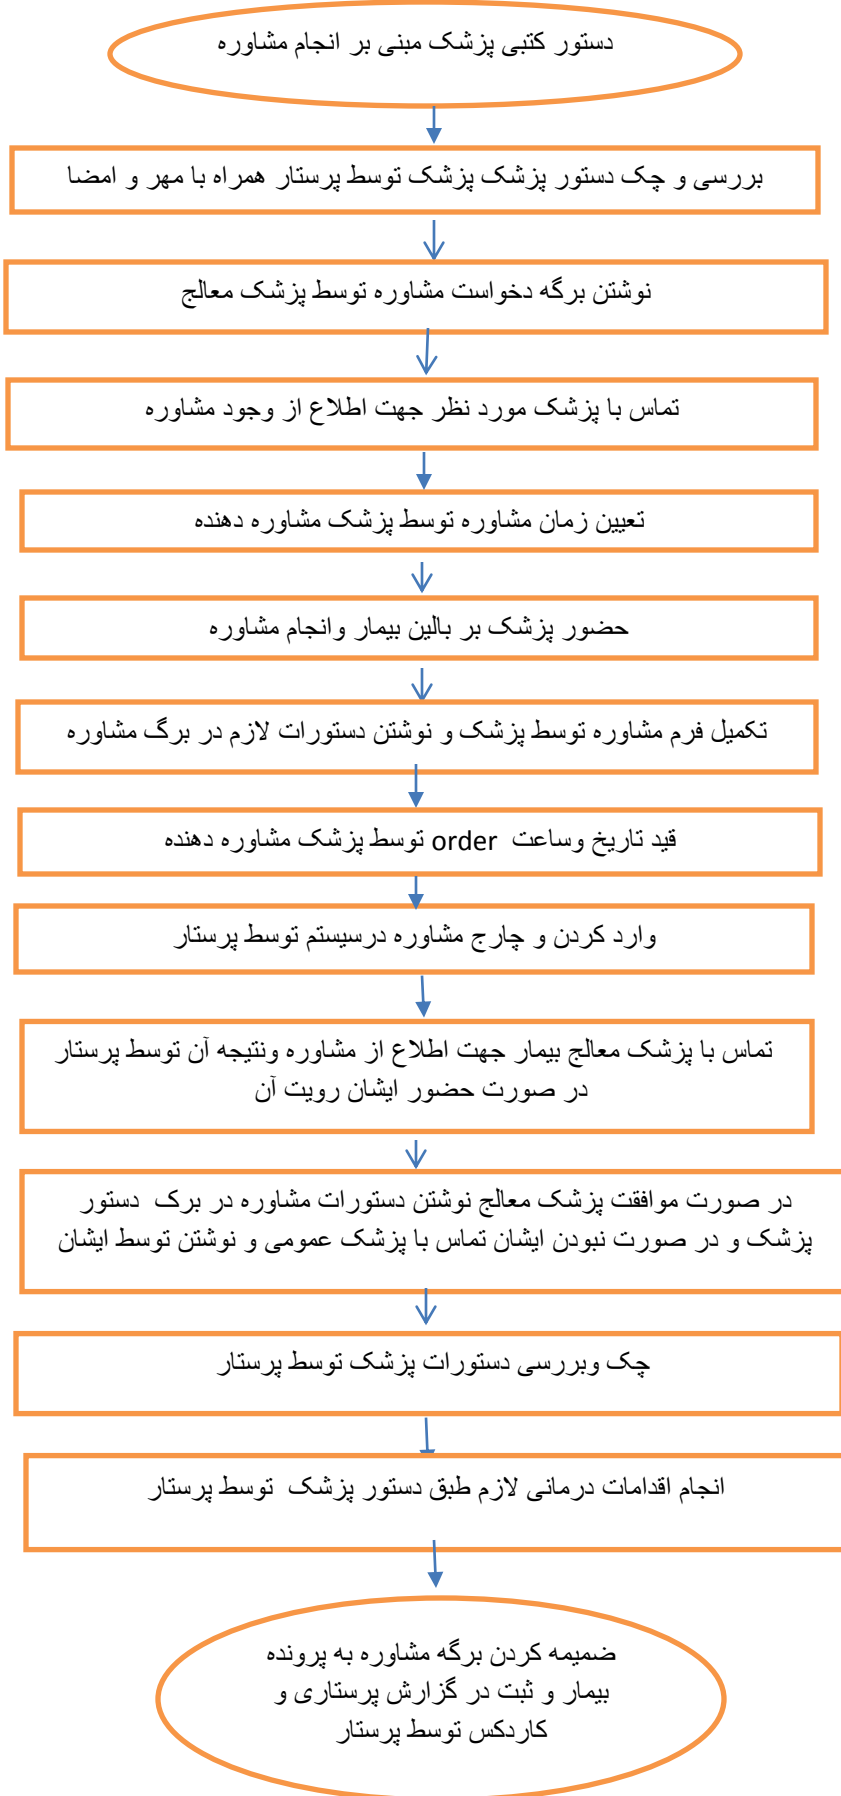 دستور کتبی پزشک مبنی بر انجام مشاوره
بررسی و چک دستور پزشک پزشک توسط پرستار همراه با مهر و امضا
نوشتن برگه دخواست مشاوره توسط پزشک معالج
تماس با پزشک مورد نظر جهت اطلاع از وجود مشاوره
تعیین زمان مشاوره توسط پزشک مشاوره دهنده
حضور پزشک بر بالین بیمار وانجام مشاوره
تکمیل فرم مشاوره توسط پزشک و نوشتن دستورات لازم در برگ مشاوره
قید تاریخ وساعت order توسط پزشک مشاوره دهنده
وارد کردن و چارج مشاوره درسیستم توسط پرستار
تماس با پزشک معالج بیمار جهت اطلاع از مشاوره ونتیجه آن توسط پرستار
در صورت حضور ایشان رویت آن
در صورت موافقت پزشک معالج نوشتن دستورات مشاوره در برک دستور
پزشک و در صورت نبودن ایشان تماس با پزشک عمومی و نوشتن توسط ایشان
چک وبررسی دستورات پزشک توسط پرستار
انجام اقدامات درمانی لازم طبق دستور پزشک توسط پرستار
ضمیمه کردن برگه مشاوره به پرونده
بیمار و ثبت در گزارش پرستاری و
کاردکس توسط پرستار